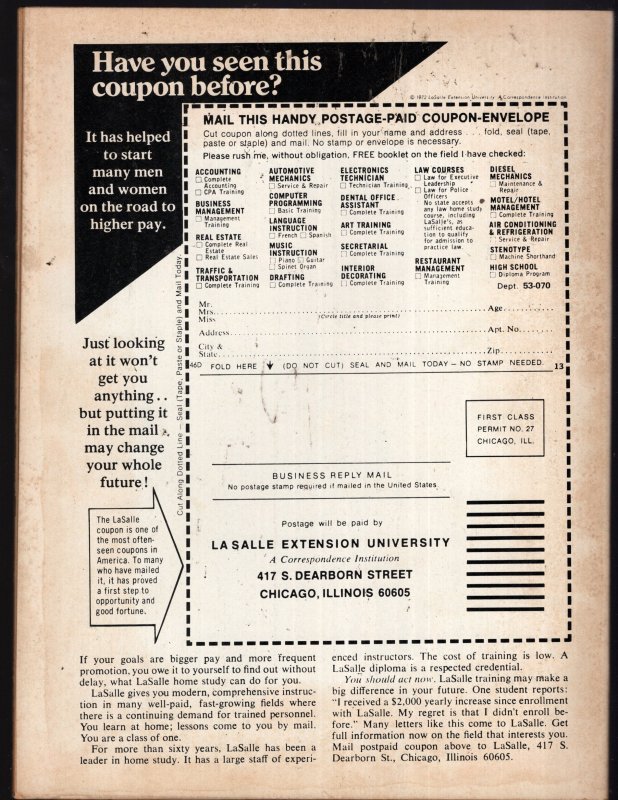 Have you seen this
coupon before?
© 1972 LaSalle Extension University A Correspondence Institution
It has helped
to start
many men
and women
on the road to
higher pay.
Just looking
at it won't
get you
anything . .
but putting it
in the mail
may change
your whole
future!
The LaSalle
coupon is one of
the most often-
seen coupons in
America. To many
who have mailed
it, it has proved
a first step to
opportunity and
good fortune.
Cut Along Dotted Line — Seal (Tape, Paste or Staple) and Mail Today.
MAIL THIS HANDY POSTAGE-PAID COUPON-ENVELOPE
Cut coupon along dotted lines, fill in your name and address . . . fold, seal (tape,
paste or staple) and mail. No stamp or envelope is necessary.
Please rush me, without obligation, FREE booklet on the field I have checked:
ACCOUNTING
☐ Complete
Accounting
☐ CPA Training
BUSINESS
MANAGEMENT
☐ Management
Training
REAL ESTATE
☐ Complete Real
Estate
☐ Real Estate Sales
TRAFFIC &
TRANSPORTATION
☐ Complete Training
AUTOMOTIVE
MECHANICS
☐ Service & Repair
COMPUTER
PROGRAMMING
☐ Basic Training
LANGUAGE
INSTRUCTION
☐ French ☐ Spanish
MUSIC
INSTRUCTION
☐ Piano ☐ Guitar
☐ Spinet Organ
DRAFTING
☐ Complete Training
ELECTRONICS
TECHNICIAN
☐ Technician Training
DENTAL OFFICE
ASSISTANT
☐ Complete Training
ART TRAINING
☐ Complete Training
SECRETARIAL
☐ Complete Training
INTERIOR
DECORATING
☐ Complete Training
LAW COURSES
☐ Law for Executive
Leadership
☐ Law for Police
Officers
No state accepts
any law home study
course, including
LaSalle's, as
sufficient educa-
tion to qualify
for admission to
practice law.
RESTAURANT
MANAGEMENT
☐ Management
Training
DIESEL
MECHANICS
☐ Maintenance &
Repair
MOTEL/HOTEL
MANAGEMENT
☐ Complete Training
AIR CONDITIONING
& REFRIGERATION
☐ Service & Repair
STENOTYPE
☐ Machine Shorthand
HIGH SCHOOL
☐ Diploma Program
Dept. 53-070
Mr.
Mrs.
Miss
Age
(Circle title and please print)
Address
Apt. No.
City &
State
Zip
46D FOLD HERE ↓ (DO NOT CUT) SEAL AND MAIL TODAY – NO STAMP NEEDED. 13
FIRST CLASS
PERMIT NO. 27
CHICAGO, ILL.
BUSINESS REPLY MAIL
No postage stamp required if mailed in the United States
Postage will be paid by
LA SALLE EXTENSION UNIVERSITY
A Correspondence Institution
417 S. DEARBORN STREET
CHICAGO, ILLINOIS 60605
If your goals are bigger pay and more frequent
promotion, you owe it to yourself to find out without
delay, what LaSalle home study can do for you.
LaSalle gives you modern, comprehensive instruc-
tion in many well-paid, fast-growing fields where
there is a continuing demand for trained personnel.
You learn at home; lessons come to you by mail.
You are a class of one.
For more than sixty years, LaSalle has been a
leader in home study. It has a large staff of experi-
enced instructors. The cost of training is low. A
LaSalle diploma is a respected credential.
You should act now. LaSalle training may make a
big difference in your future. One student reports:
"I received a $2,000 yearly increase since enrollment
with LaSalle. My regret is that I didn't enroll be-
fore." Many letters like this come to LaSalle. Get
full information now on the field that interests you.
Mail postpaid coupon above to LaSalle, 417 S.
Dearborn St., Chicago, Illinois 60605.